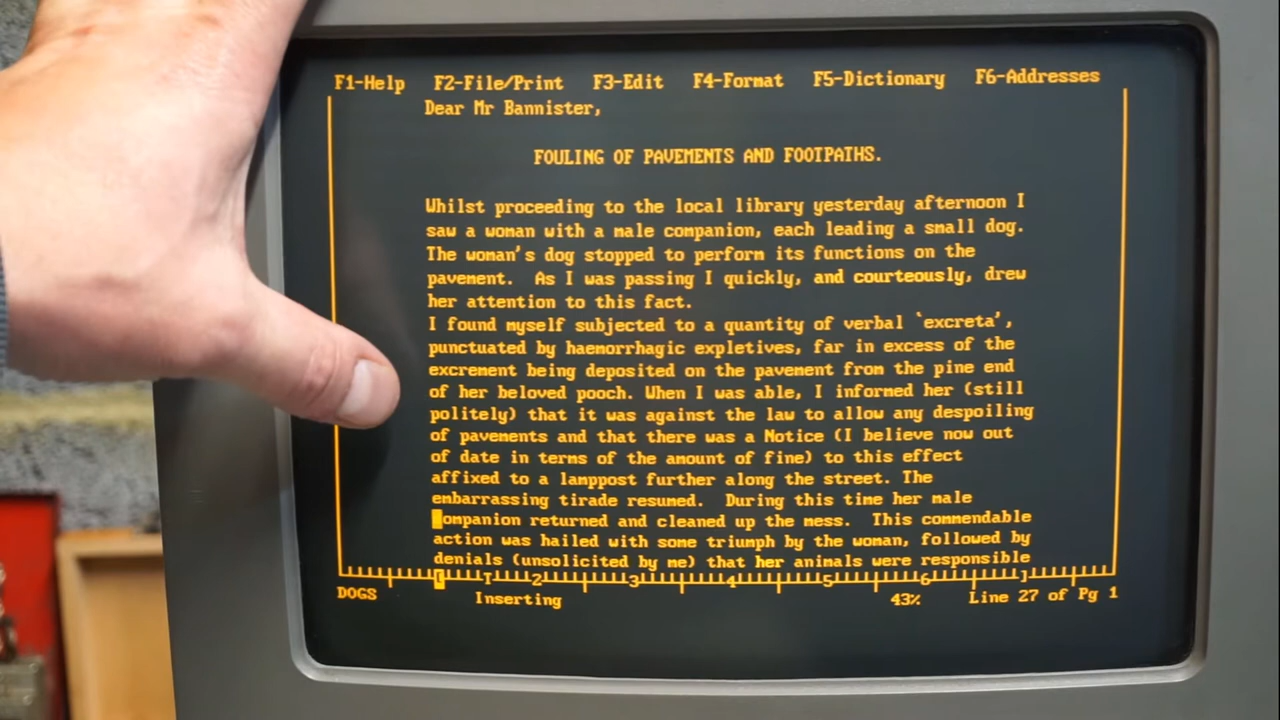 F1-Help F2-File/Print F3-Edit F4-Format F5-Dictionary F6-Addresses
Dear Mr Bannister,
FOULING OF PAVEMENTS AND FOOTPATHS.
Whilst proceeding to the local library yesterday afternoon I
saw a woman with a male companion, each leading a small dog.
The woman's dog stopped to perform its functions on the
pavement. As I was passing I quickly, and courteously, drew
her attention to this fact.
I found myself subjected to a quantity of verbal `excreta',
punctuated by haemorrhagic expletives, far in excess of the
excrement being deposited on the pavement from the pine end
of her beloved pooch. When I was able, I informed her (still
politely) that it was against the law to allow any despoiling
of pavements and that there was a Notice (I believe now out
of date in terms of the amount of fine) to this effect
affixed to a lamppost further along the street. The
embarrassing tirade resumed. During this time her male
companion returned and cleaned up the mess. This commendable
action was hailed with some triumph by the woman, followed by
denials (unsolicited by me) that her animals were responsible
[ 1 2 3 4 5 6 ]
DOGS Inserting 43% Line 27 of Pg 1